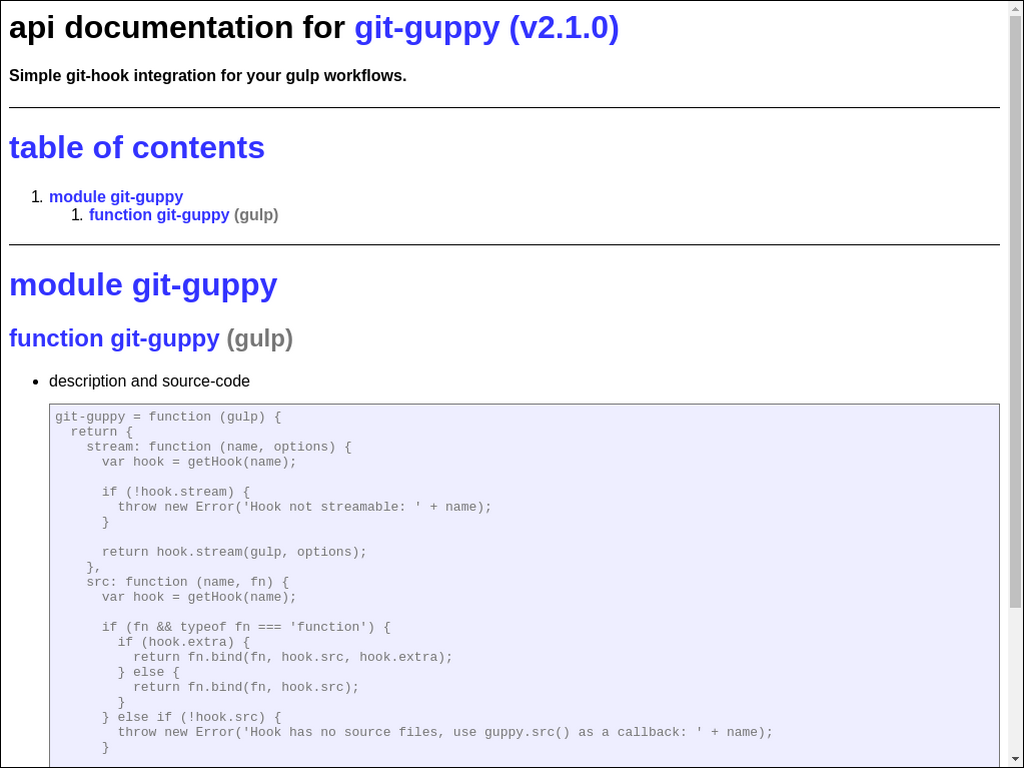 api documentation for git-guppy (v2.1.0)
Simple git-hook integration for your gulp workflows.
table of contents
1. module git-guppy
1. function git-guppy (gulp)
module git-guppy
function git-guppy (gulp)
• description and source-code
git-guppy = function (gulp) {
  return {
    stream: function (name, options) {
      var hook = getHook(name);

      if (!hook.stream) {
        throw new Error('Hook not streamable: ' + name);
      }

      return hook.stream(gulp, options);
    },
    src: function (name, fn) {
      var hook = getHook(name);

      if (fn && typeof fn === 'function') {
        if (hook.extra) {
          return fn.bind(fn, hook.src, hook.extra);
        } else {
          return fn.bind(fn, hook.src);
        }
      } else if (!hook.src) {
        throw new Error('Hook has no source files, use guppy.src() as a callback: ' + name);
      }